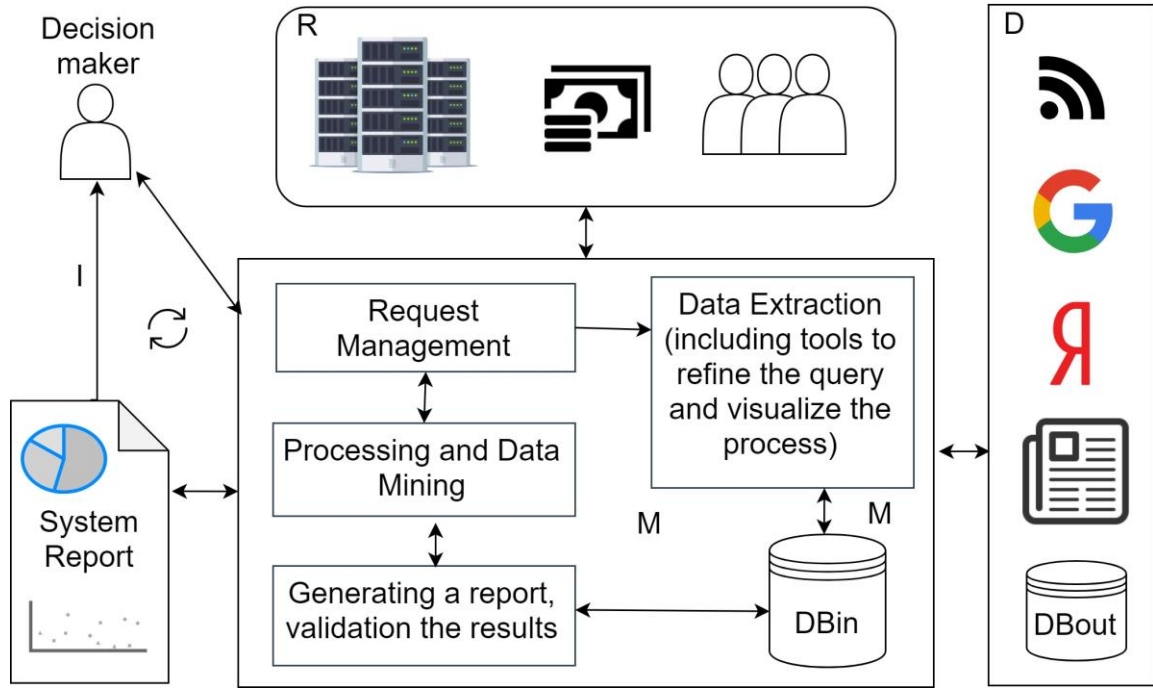 Decision
maker
R
D
I
Request
Management
Data Extraction
(including tools to
refine the query
and visualize the
process)
Processing and Data
Mining
System
Report
M
M
Generating a report,
validation the results
DBin
G
Я
DBout